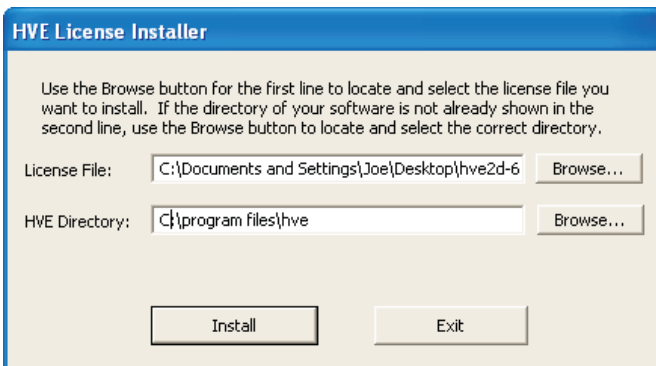 HVE License Installer
Use the Browse button for the first line to locate and select the license file you
want to install. If the directory of your software is not already shown in the
second line, use the Browse button to locate and select the correct directory.
License File: C:\Documents and Settings\Joe\Desktop\hve2d-6 Browse...
HVE Directory: C:\program files\hve Browse...
Install Exit